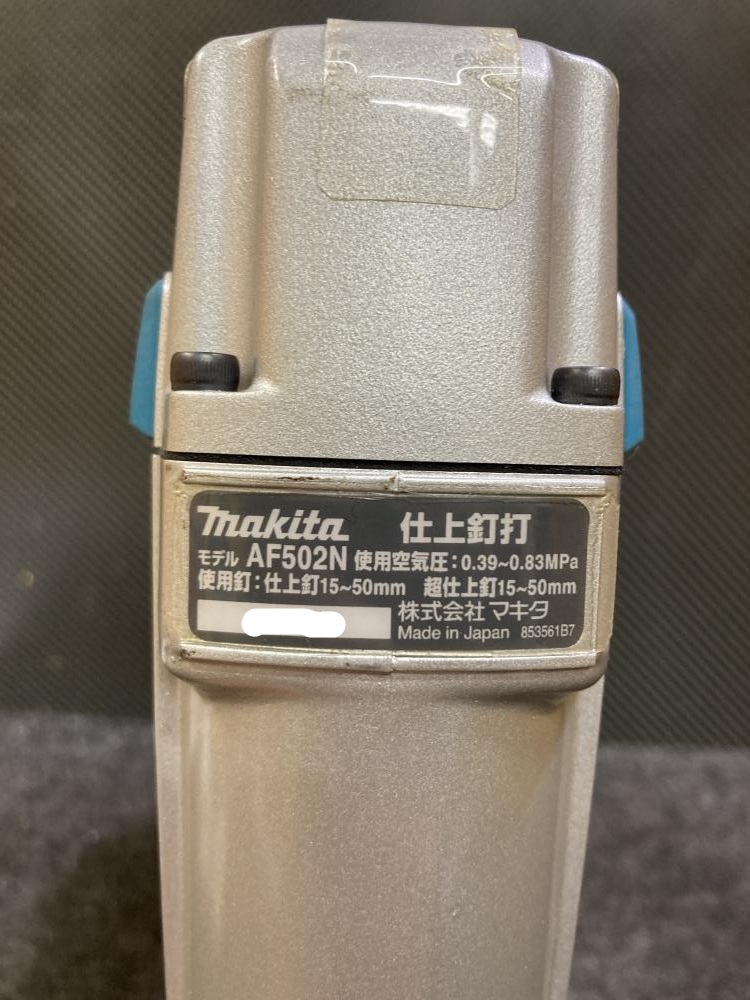 makita 仕上釘打
モデル AF502N 使用空気圧:0.39~0.83MPa
使用釘:仕上釘15~50mm 超仕上釘15~50mm
株式会社マキタ
Made in Japan 853561B7